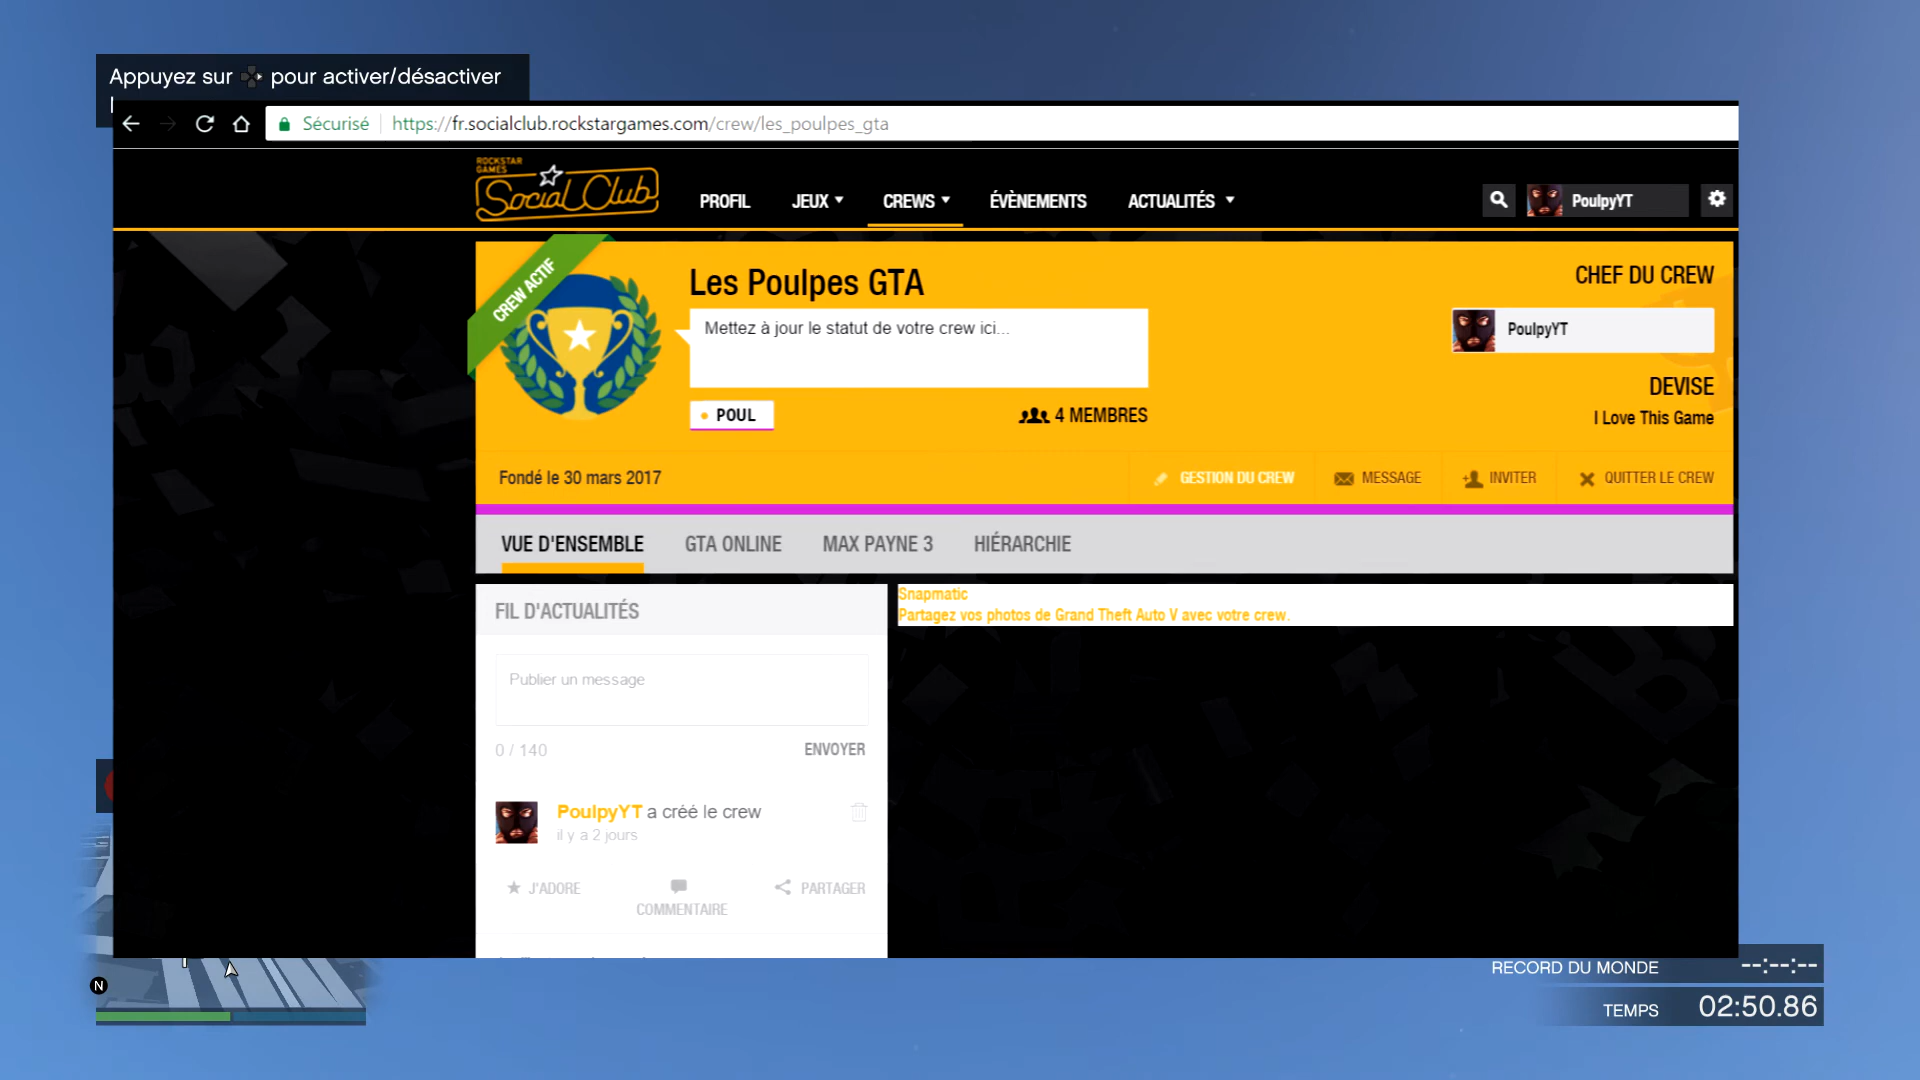 Appuyez sur pour activer/désactiver
Sécurisé https://fr.socialclub.rockstargames.com/crew/les_poulpes_gta
ROCKSTAR
GAMES
Social Club
PROFIL JEUX CREWS ÉVÈNEMENTS ACTUALITÉS PoulpyYT
CREW ACTIF
Les Poulpes GTA
CHEF DU CREW
Mettez à jour le statut de votre crew ici...
PoulpyYT
DEVISE
POUL
4 MEMBRES
I Love This Game
Fondé le 30 mars 2017
GESTION DU CREW MESSAGE INVITER QUITTER LE CREW
VUE D'ENSEMBLE GTA ONLINE MAX PAYNE 3 HIÉRARCHIE
FIL D'ACTUALITÉS
Snapmatic
Partagez vos photos de Grand Theft Auto V avec votre crew.
Publier un message
0 / 140
ENVOYER
PoulpyYT a créé le crew
il y a 2 jours
J'ADORE
COMMENTAIRE
PARTAGER
N
RECORD DU MONDE --:--:--
TEMPS 02:50.86